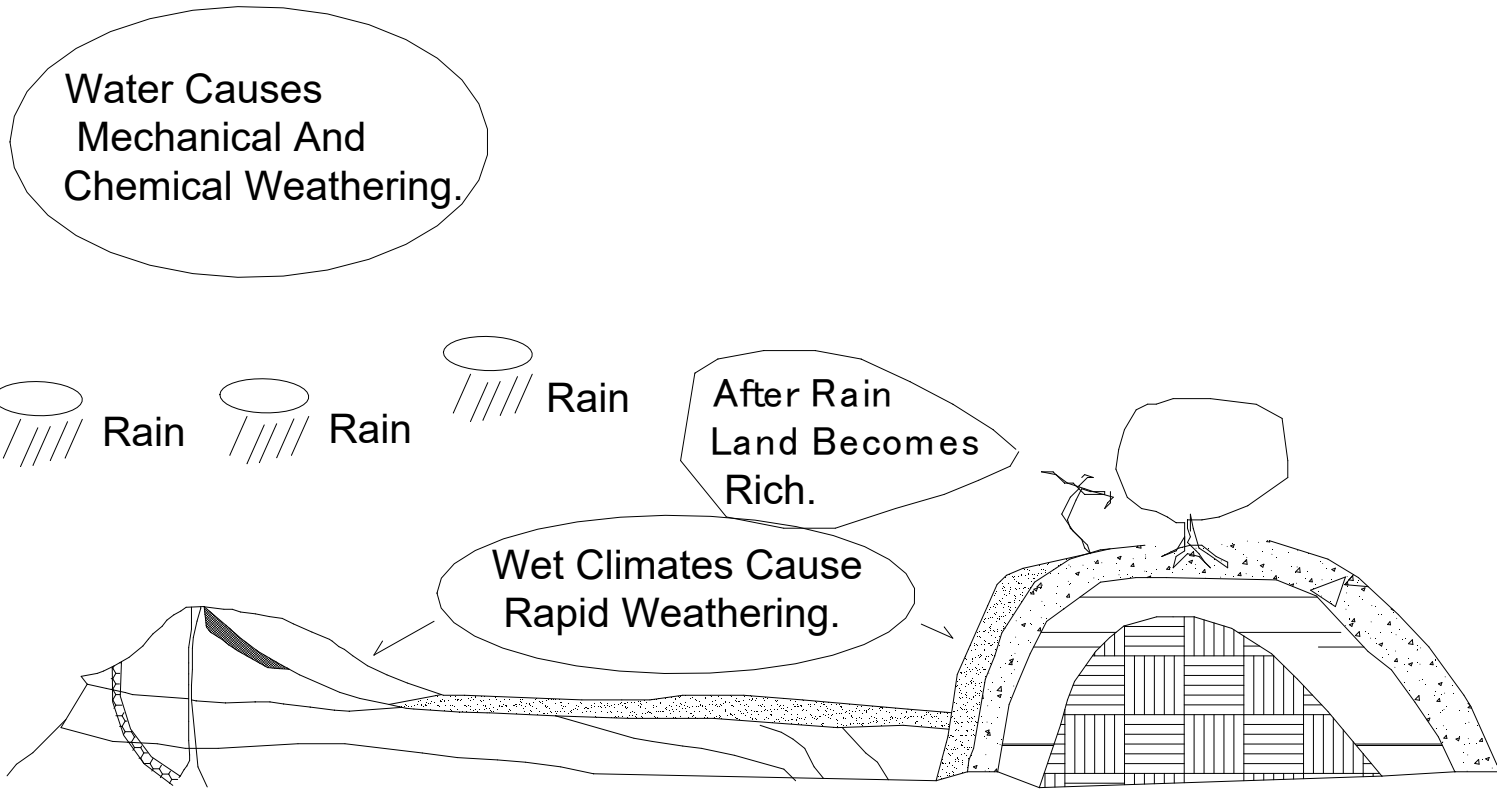 Water Causes
Mechanical And
Chemical Weathering.
Rain
Rain
Rain
After Rain
Land Becomes
Rich.
Wet Climates Cause
Rapid Weathering.